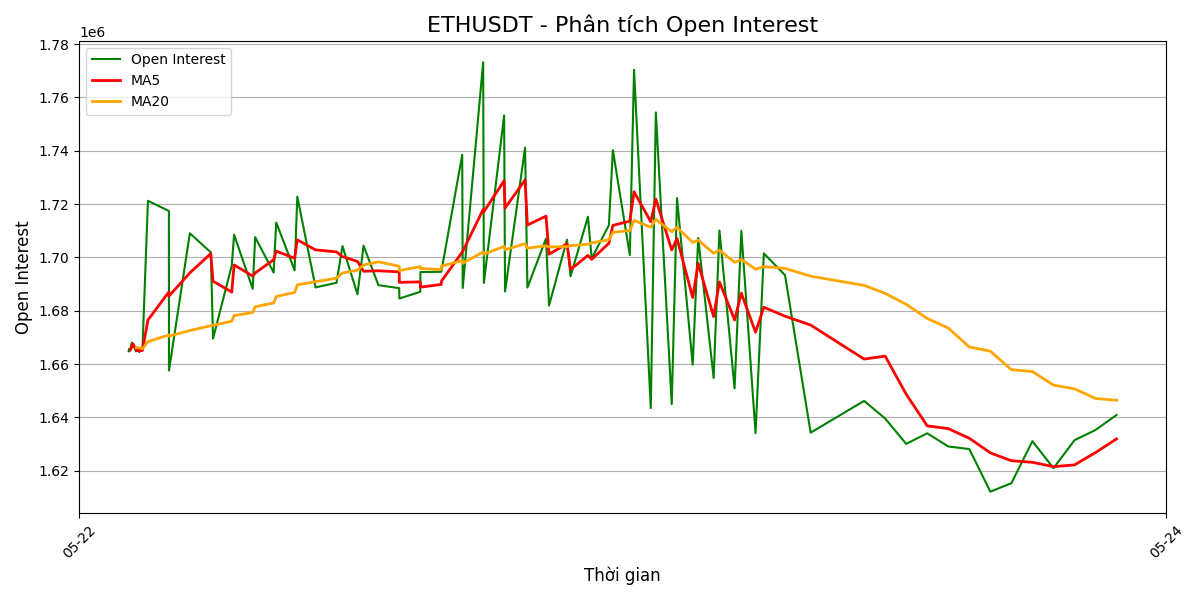 ETHUSDT - Phân tích Open Interest
1e6
1.78
1.76
1.74
1.72
1.70
1.68
1.66
1.64
1.62
Open Interest
Open Interest
MA5
MA20
05-22
05-24
Thời gian